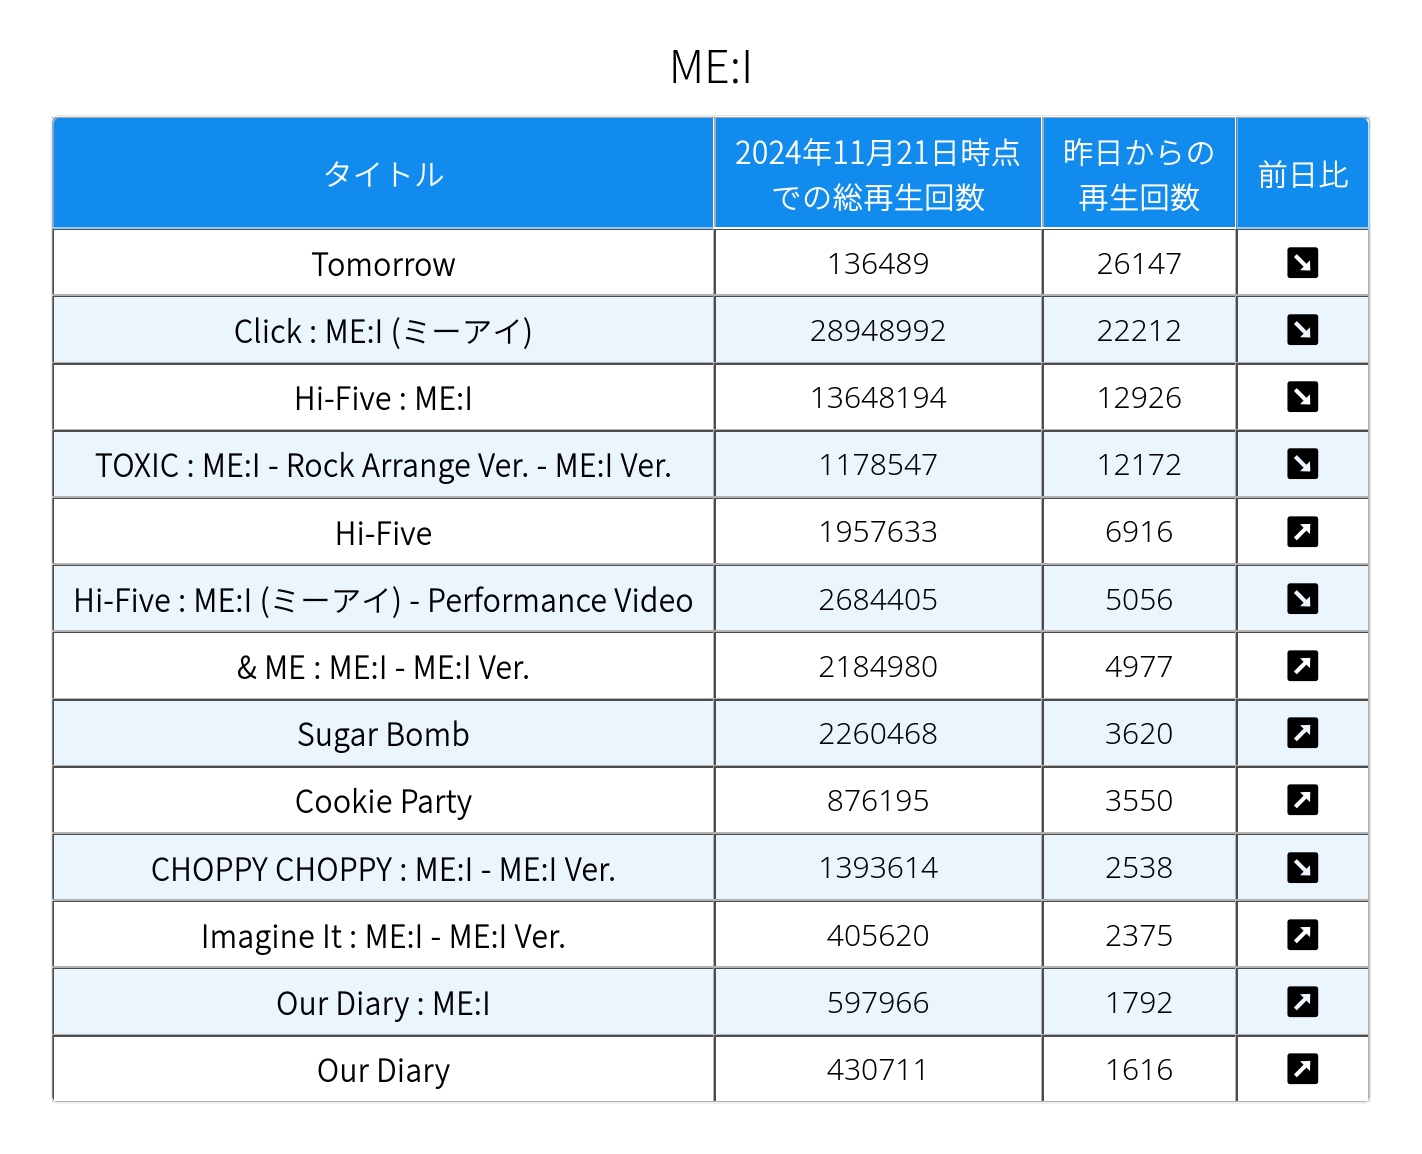 ME:I
タイトル 2024年11月21日時点での総再生回数 昨日からの再生回数 前日比
Tomorrow 136489 26147 ↘
Click : ME:I (ミーアイ) 28948992 22212 ↘
Hi-Five : ME:I 13648194 12926 ↘
TOXIC : ME:I - Rock Arrange Ver. - ME:I Ver. 1178547 12172 ↘
Hi-Five 1957633 6916 ↗
Hi-Five : ME:I (ミーアイ) - Performance Video 2684405 5056 ↘
& ME : ME:I - ME:I Ver. 2184980 4977 ↗
Sugar Bomb 2260468 3620 ↗
Cookie Party 876195 3550 ↗
CHOPPY CHOPPY : ME:I - ME:I Ver. 1393614 2538 ↘
Imagine It : ME:I - ME:I Ver. 405620 2375 ↗
Our Diary : ME:I 597966 1792 ↗
Our Diary 430711 1616 ↗